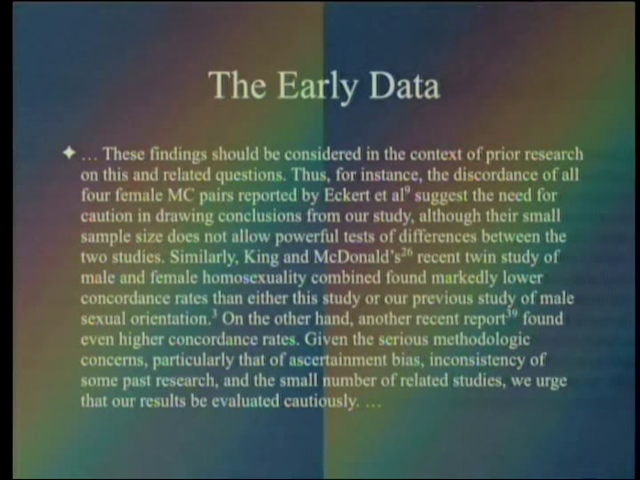 The Early Data
✦ … These findings should be considered in the context of prior research
on this and related questions. Thus, for instance, the discordance of all
four female MC pairs reported by Eckert et al⁹ suggest the need for
caution in drawing conclusions from our study, although their small
sample size does not allow powerful tests of differences between the
two studies. Similarly, King and McDonald's²⁶ recent twin study of
male and female homosexuality combined found markedly lower
concordance rates than either this study or our previous study of male
sexual orientation.³ On the other hand, another recent report³⁹ found
even higher concordance rates. Given the serious methodologic
concerns, particularly that of ascertainment bias, inconsistency of
some past research, and the small number of related studies, we urge
that our results be evaluated cautiously. …